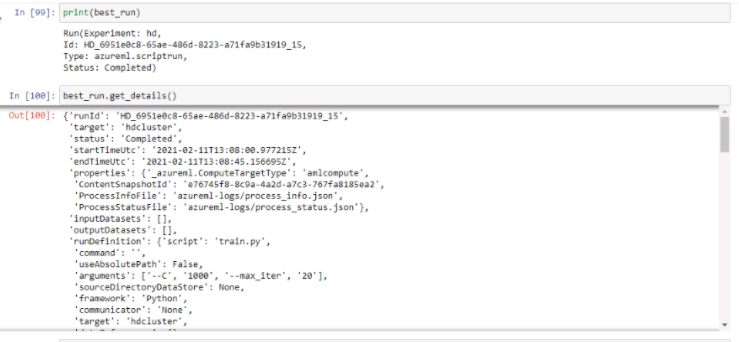 In [99]: print(best_run)
Run(Experiment: hd,
Id: HD_6951e0c8-65ae-486d-8223-a71fa9b31919_15,
Type: azureml.scriptrun,
Status: Completed)
In [100]: best_run.get_details()
Out[100]: {'runId': 'HD_6951e0c8-65ae-486d-8223-a71fa9b31919_15',
'target': 'hdcluster',
'status': 'Completed',
'startTimeUtc': '2021-02-11T13:08:00.977215Z',
'endTimeUtc': '2021-02-11T13:08:45.156695Z',
'properties': {'_azureml.ComputeTargetType': 'amlcompute',
'ContentSnapshotId': 'e76745f8-8c9a-4a2d-a7c3-767fa8185ea2',
'ProcessInfoFile': 'azureml-logs/process_info.json',
'ProcessStatusFile': 'azureml-logs/process_status.json'},
'inputDatasets': [],
'outputDatasets': [],
'runDefinition': {'script': 'train.py',
'command': '',
'useAbsolutePath': False,
'arguments': ['--C', '1000', '--max_iter', '20'],
'sourceDirectoryDataStore': None,
'framework': 'Python',
'communicator': 'None',
'target': 'hdcluster',